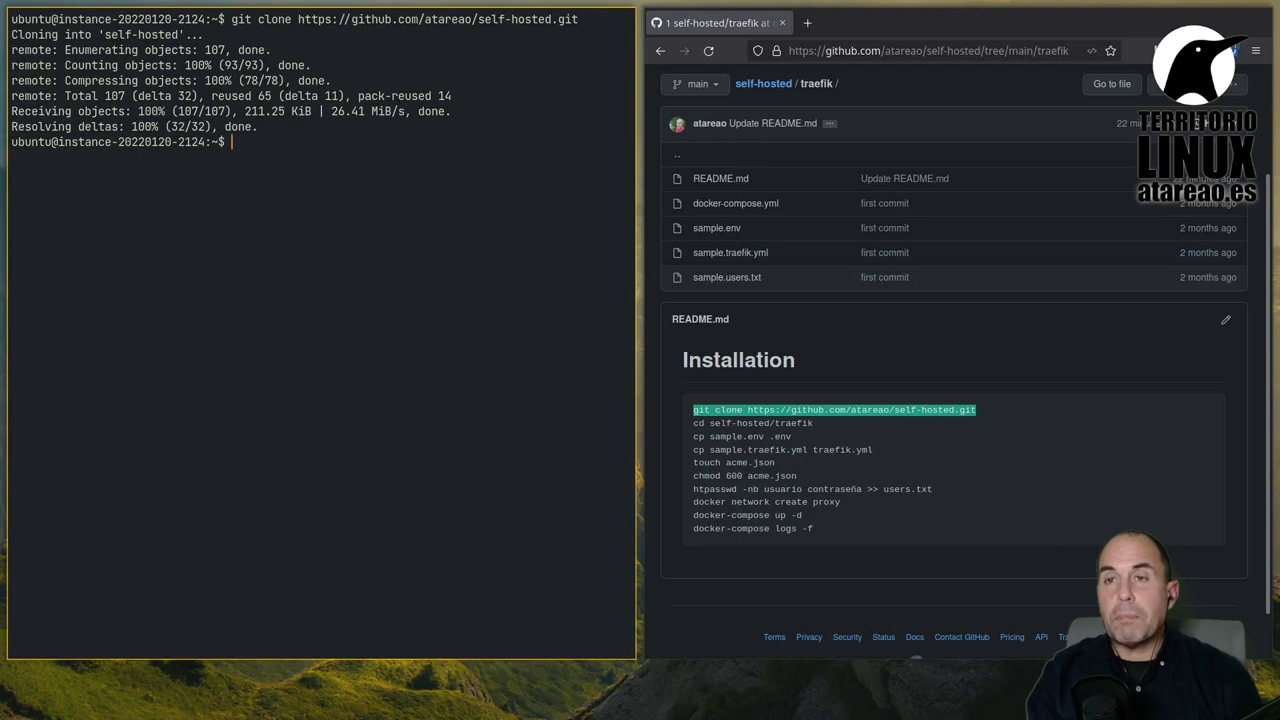 ubuntu@instance-20220120-2124:~$ git clone https://github.com/atareao/self-hosted.git
Cloning into 'self-hosted'...
remote: Enumerating objects: 107, done.
remote: Counting objects: 100% (93/93), done.
remote: Compressing objects: 100% (78/78), done.
remote: Total 107 (delta 32), reused 65 (delta 11), pack-reused 14
Receiving objects: 100% (107/107), 211.25 KiB | 26.41 MiB/s, done.
Resolving deltas: 100% (32/32), done.
ubuntu@instance-20220120-2124:~$
1 self-hosted/traefik at
https://github.com/atareao/self-hosted/tree/main/traefik
main
self-hosted / traefik /
Go to file
atareao Update README.md
22
..
README.md Update README.md
docker-compose.yml first commit 2 months ago
sample.env first commit 2 months ago
sample.traefik.yml first commit 2 months ago
sample.users.txt first commit 2 months ago
TERRITORIO
LINUX
atareao.es
README.md
Installation
git clone https://github.com/atareao/self-hosted.git
cd self-hosted/traefik
cp sample.env .env
cp sample.traefik.yml traefik.yml
touch acme.json
chmod 600 acme.json
htpasswd -nb usuario contraseña >> users.txt
docker network create proxy
docker-compose up -d
docker-compose logs -f
Terms Privacy Security Status Docs Contact GitHub Pricing API